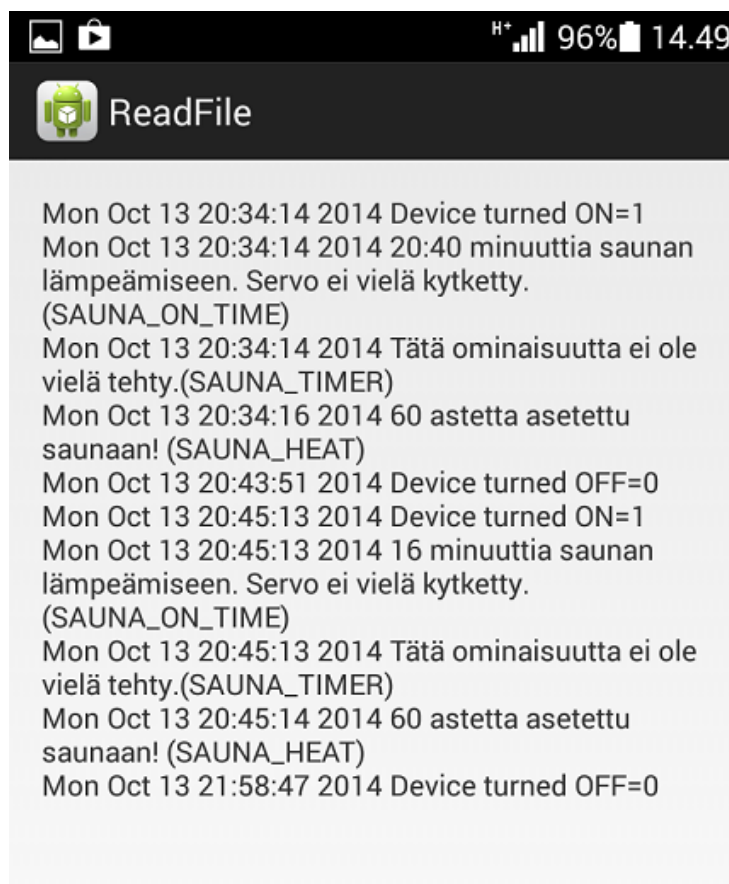 H+ 96% 14.49
ReadFile
Mon Oct 13 20:34:14 2014 Device turned ON=1
Mon Oct 13 20:34:14 2014 20:40 minuuttia saunan
lämpeämiseen. Servo ei vielä kytketty.
(SAUNA_ON_TIME)
Mon Oct 13 20:34:14 2014 Tätä ominaisuutta ei ole
vielä tehty.(SAUNA_TIMER)
Mon Oct 13 20:34:16 2014 60 astetta asetettu
saunaan! (SAUNA_HEAT)
Mon Oct 13 20:43:51 2014 Device turned OFF=0
Mon Oct 13 20:45:13 2014 Device turned ON=1
Mon Oct 13 20:45:13 2014 16 minuuttia saunan
lämpeämiseen. Servo ei vielä kytketty.
(SAUNA_ON_TIME)
Mon Oct 13 20:45:13 2014 Tätä ominaisuutta ei ole
vielä tehty.(SAUNA_TIMER)
Mon Oct 13 20:45:14 2014 60 astetta asetettu
saunaan! (SAUNA_HEAT)
Mon Oct 13 21:58:47 2014 Device turned OFF=0